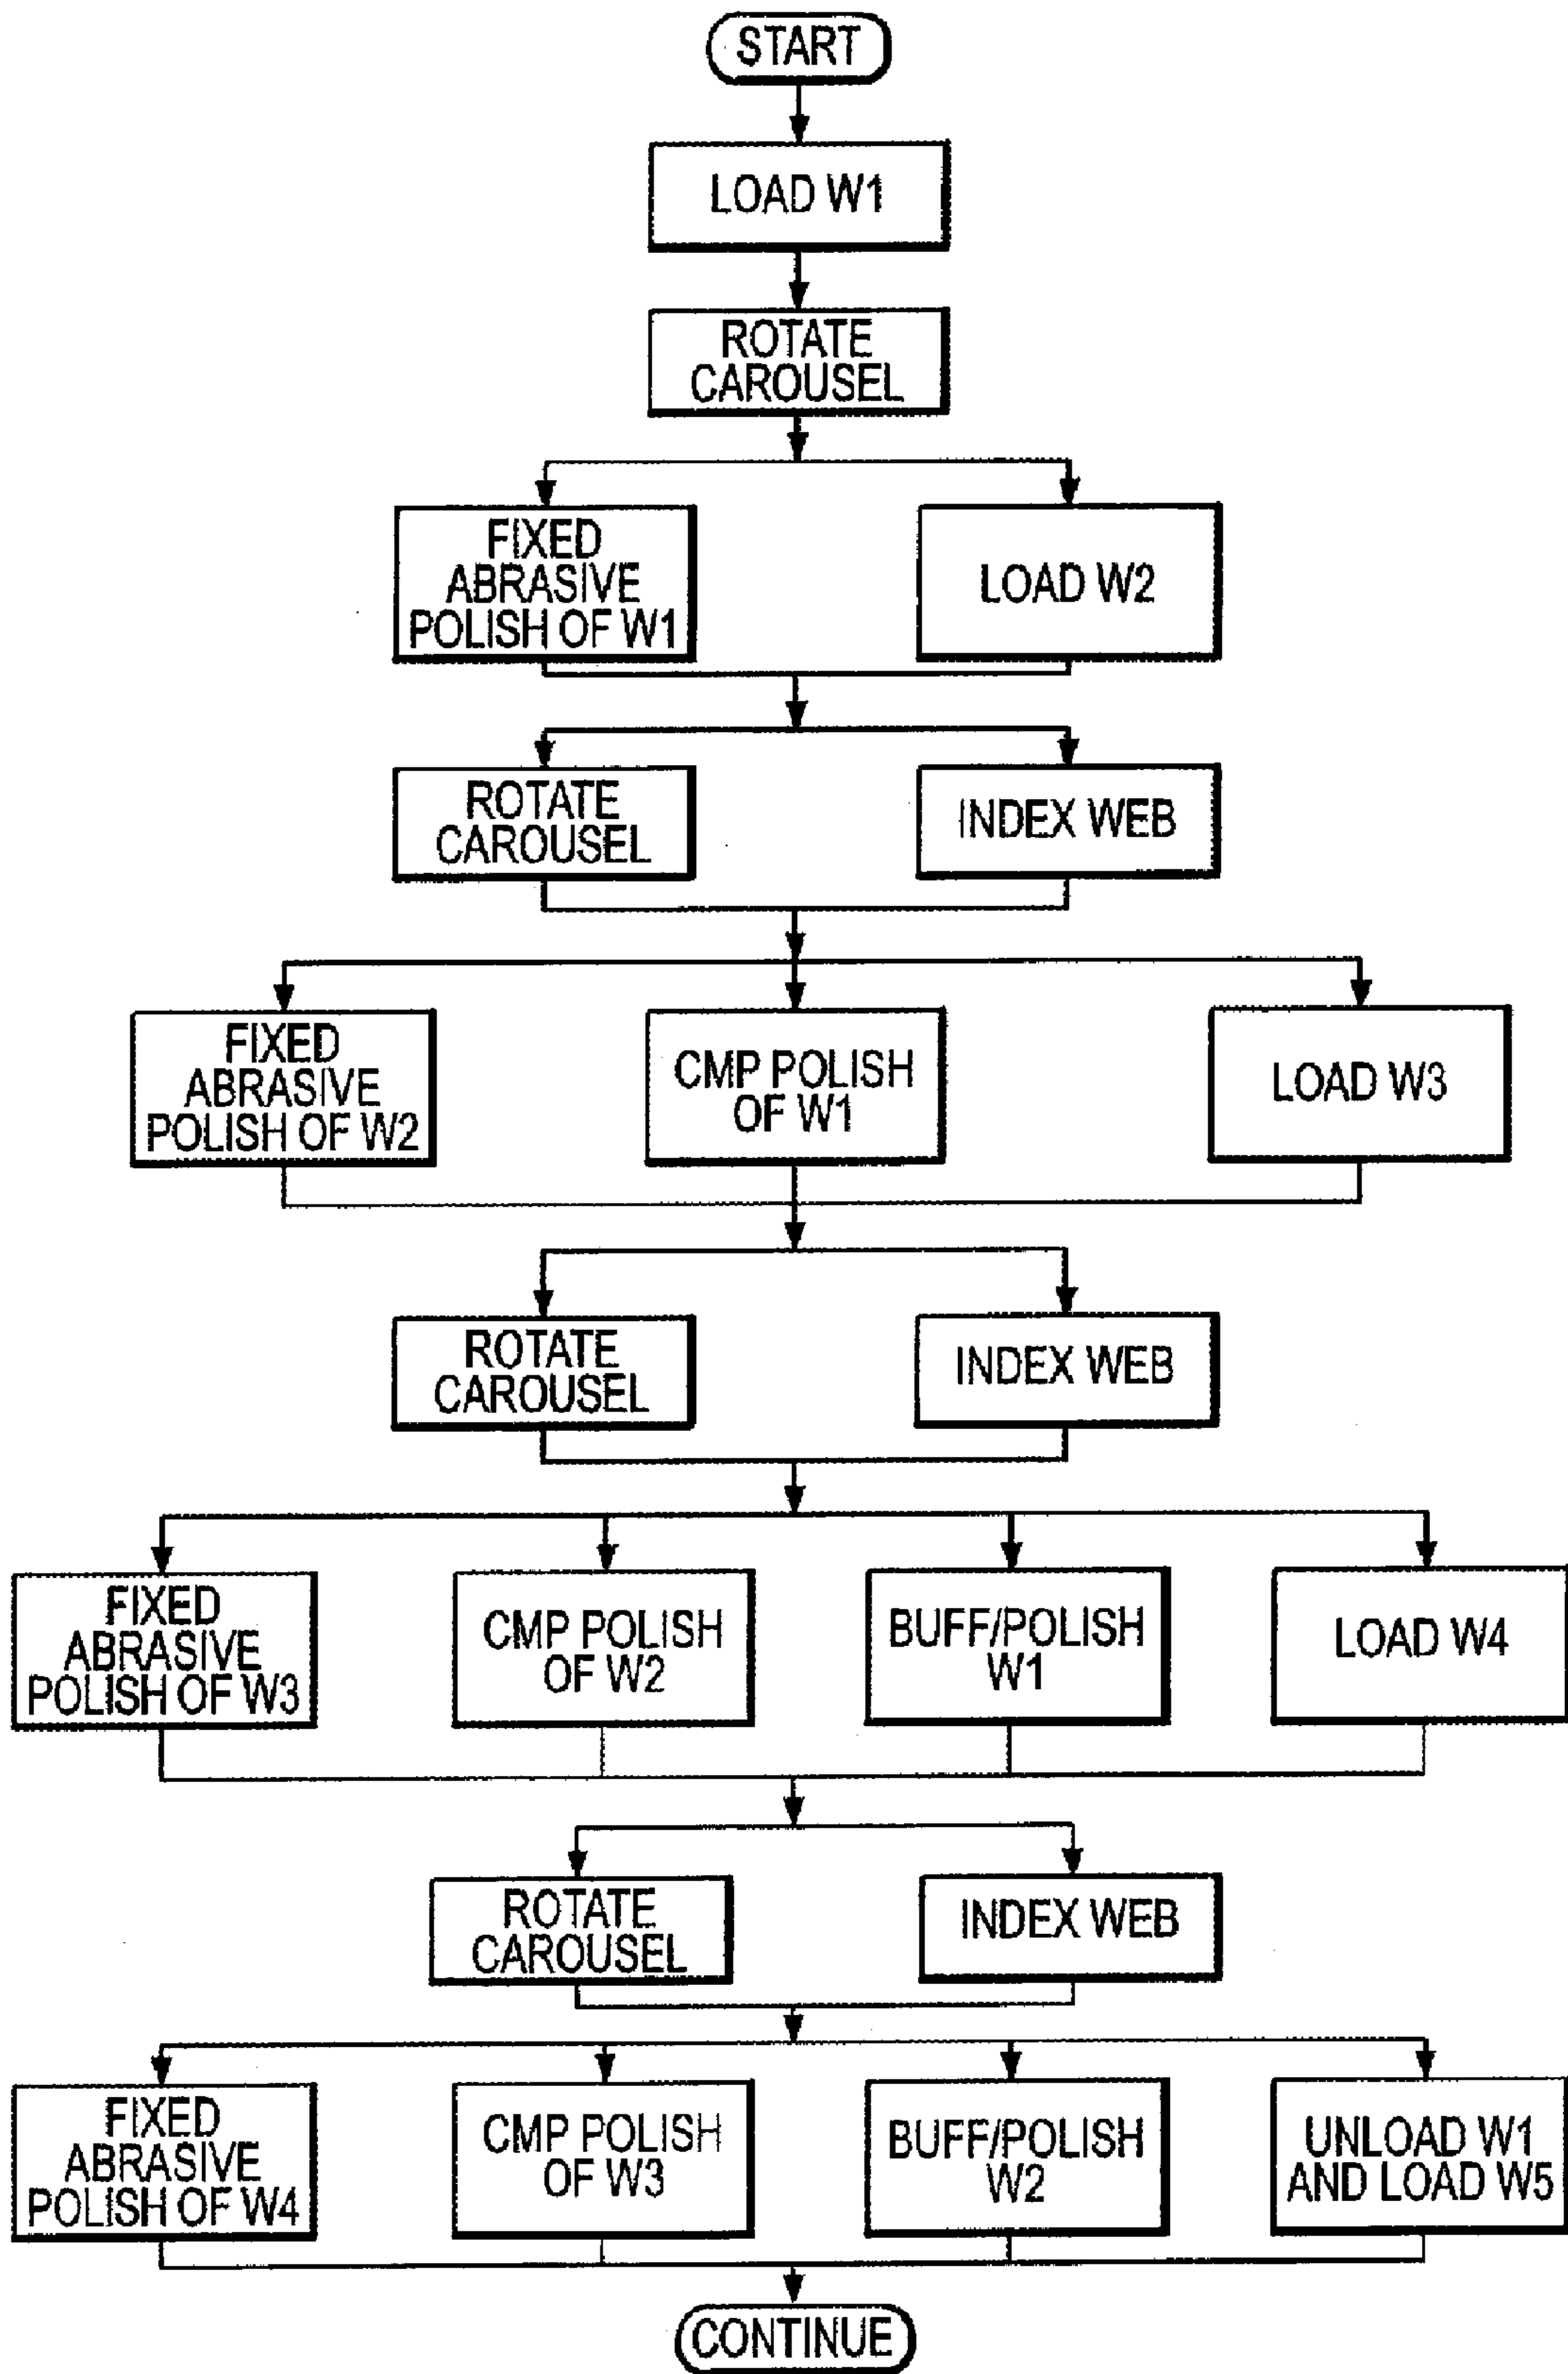 START
LOAD W1
ROTATE
CAROUSEL
FIXED
ABRASIVE
POLISH OF W1
LOAD W2
ROTATE
CAROUSEL
INDEX WEB
FIXED
ABRASIVE
POLISH OF W2
CMP POLISH
OF W1
LOAD W3
ROTATE
CAROUSEL
INDEX WEB
FIXED
ABRASIVE
POLISH OF W3
CMP POLISH
OF W2
BUFF/POLISH
W1
LOAD W4
ROTATE
CAROUSEL
INDEX WEB
FIXED
ABRASIVE
POLISH OF W4
CMP POLISH
OF W3
BUFF/POLISH
W2
UNLOAD W1
AND LOAD W5
CONTINUE